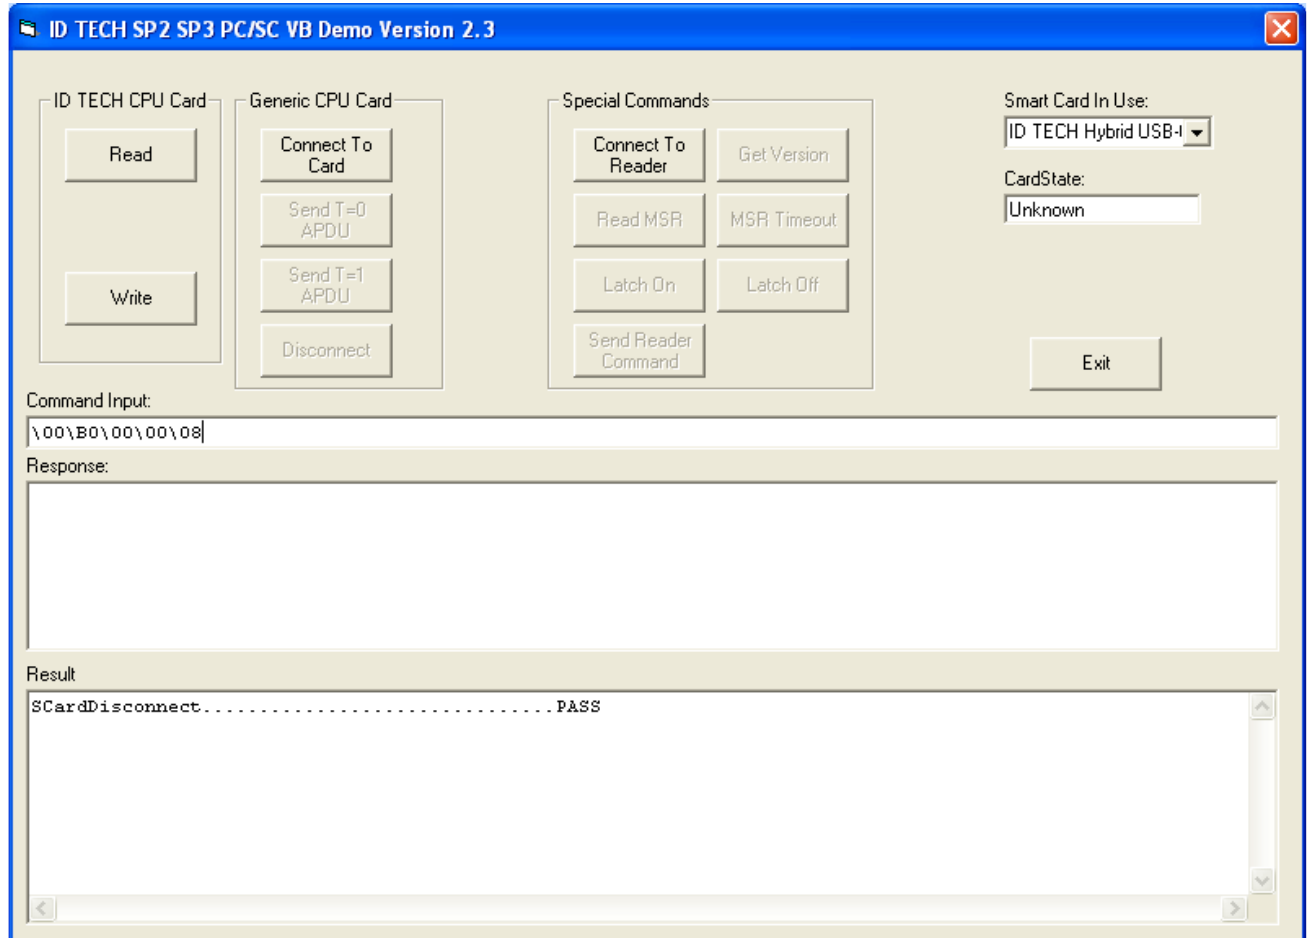 ID TECH SP2 SP3 PC/SC VB Demo Version 2.3
ID TECH CPU Card
Read
Write
Generic CPU Card
Connect To
Card
Send T=0
APDU
Send T=1
APDU
Disconnect
Special Commands
Connect To
Reader
Get Version
Read MSR
MSR Timeout
Latch On
Latch Off
Send Reader
Command
Smart Card In Use:
ID TECH Hybrid USB-
CardState:
Unknown
Exit
Command Input:
\00\B0\00\00\08
Response:
Result
SCardDisconnect...............................PASS